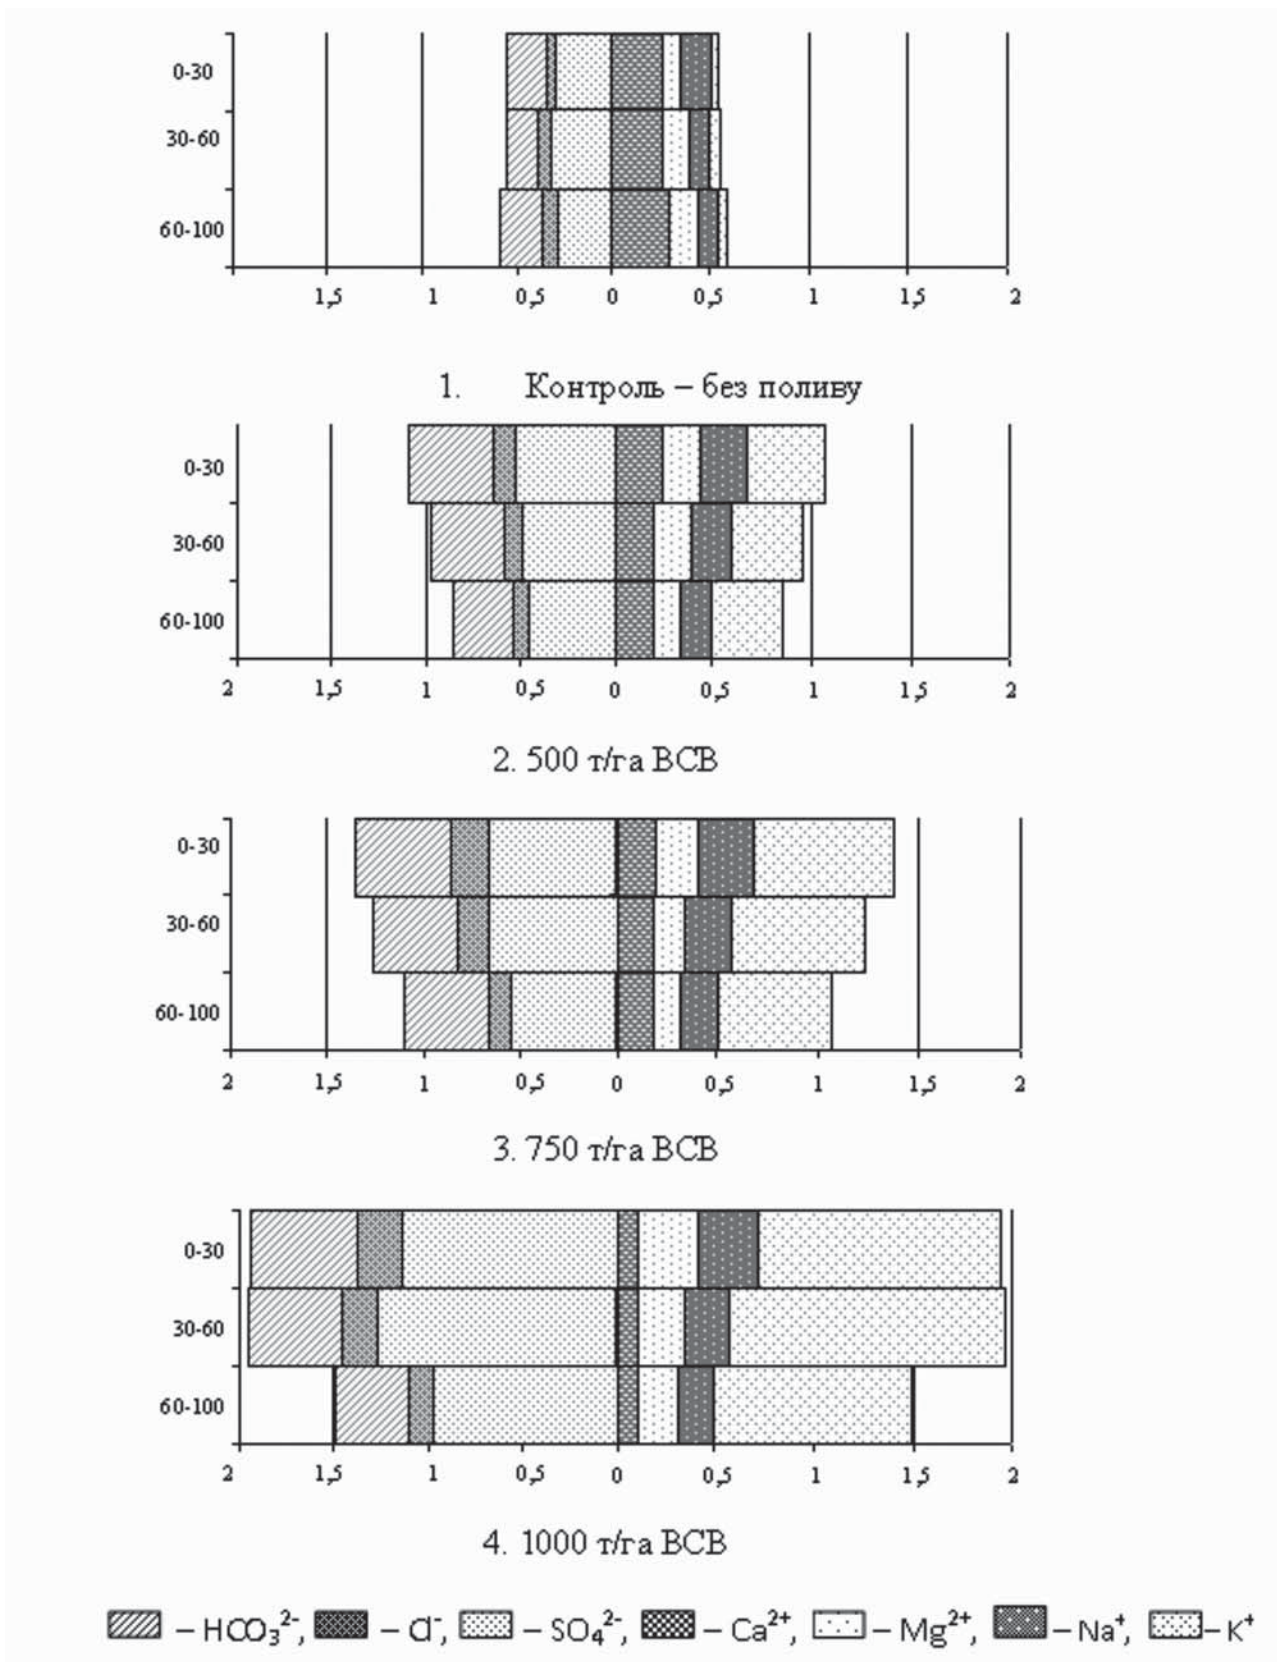 0-30
30-60
60-100
1,5 1 0,5 0 0,5 1 1,5 2
1. Контроль – без поливу
0-30
30-60
60-100
2 1,5 1 0,5 0 0,5 1 1,5 2
2. 500 т/га ВСВ
0-30
30-60
60-100
2 1,5 1 0,5 0 0,5 1 1,5 2
3. 750 т/га ВСВ
0-30
30-60
60-100
2 1,5 1 0,5 0 0,5 1 1,5 2
4. 1000 т/га ВСВ
– HCO₃²⁻, – Cl⁻, – SO₄²⁻, – Ca²⁺, – Mg²⁺, – Na⁺, – K⁺